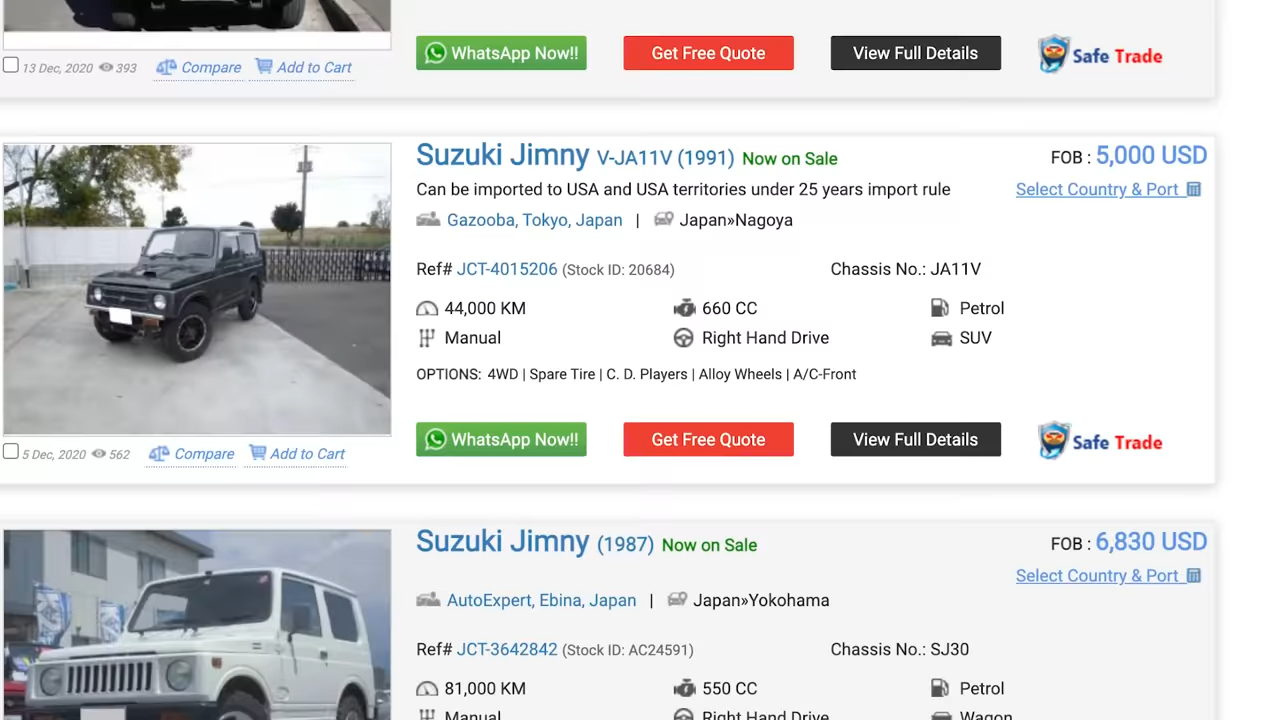 13 Dec, 2020 393 Compare Add to Cart
WhatsApp Now!! Get Free Quote View Full Details Safe Trade
Suzuki Jimny V-JA11V (1991) Now on Sale
FOB : 5,000 USD
Can be imported to USA and USA territories under 25 years import rule
Select Country & Port
Gazooba, Tokyo, Japan | Japan»Nagoya
Ref# JCT-4015206 (Stock ID: 20684) Chassis No.: JA11V
44,000 KM 660 CC Petrol
Manual Right Hand Drive SUV
OPTIONS: 4WD | Spare Tire | C. D. Players | Alloy Wheels | A/C-Front
WhatsApp Now!! Get Free Quote View Full Details Safe Trade
5 Dec, 2020 562 Compare Add to Cart
Suzuki Jimny (1987) Now on Sale
FOB : 6,830 USD
Select Country & Port
AutoExpert, Ebina, Japan | Japan»Yokohama
Ref# JCT-3642842 (Stock ID: AC24591) Chassis No.: SJ30
81,000 KM 550 CC Petrol
Manual Right Hand Drive Wagon